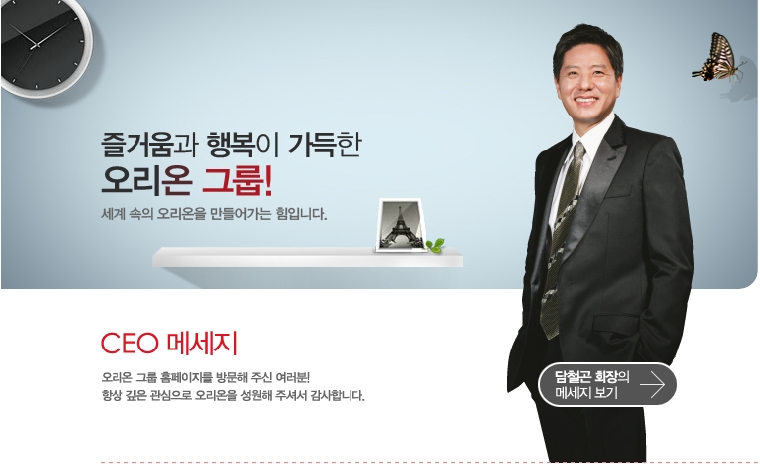 즐거움과 행복이 가득한
오리온 그룹!
세계 속의 오리온을 만들어가는 힘입니다.
CEO 메세지
오리온 그룹 홈페이지를 방문해 주신 여러분!
항상 깊은 관심으로 오리온을 성원해 주셔서 감사합니다.
담철곤 회장의
메세지 보기